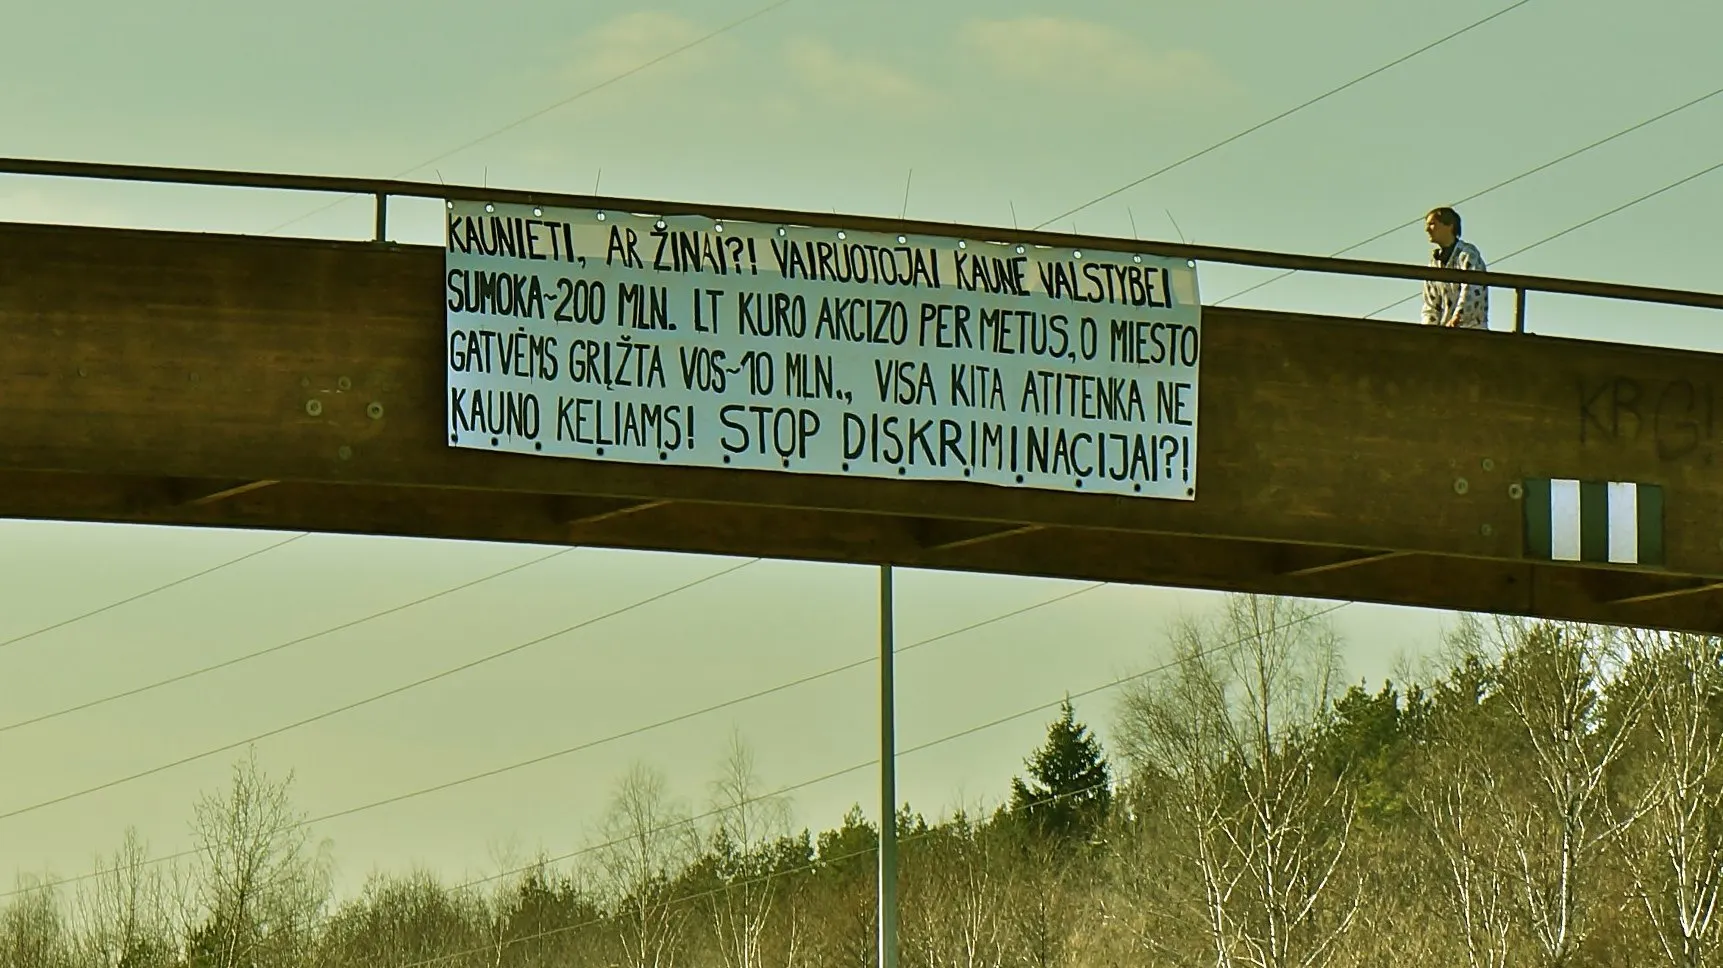 KAUNIETI, AR ŽINAI?! VAIRUOTOJAI KAUNE VALSTYBEI
SUMOKA~200 MLN. LT KURO AKCIZO PER METUS, O MIESTO
GATVĖMS GRĮŽTA VOS~10 MLN., VISA KITA ATITENKA NE
KAUNO KELIAMS! STOP DISKRIMINACIJAI?!